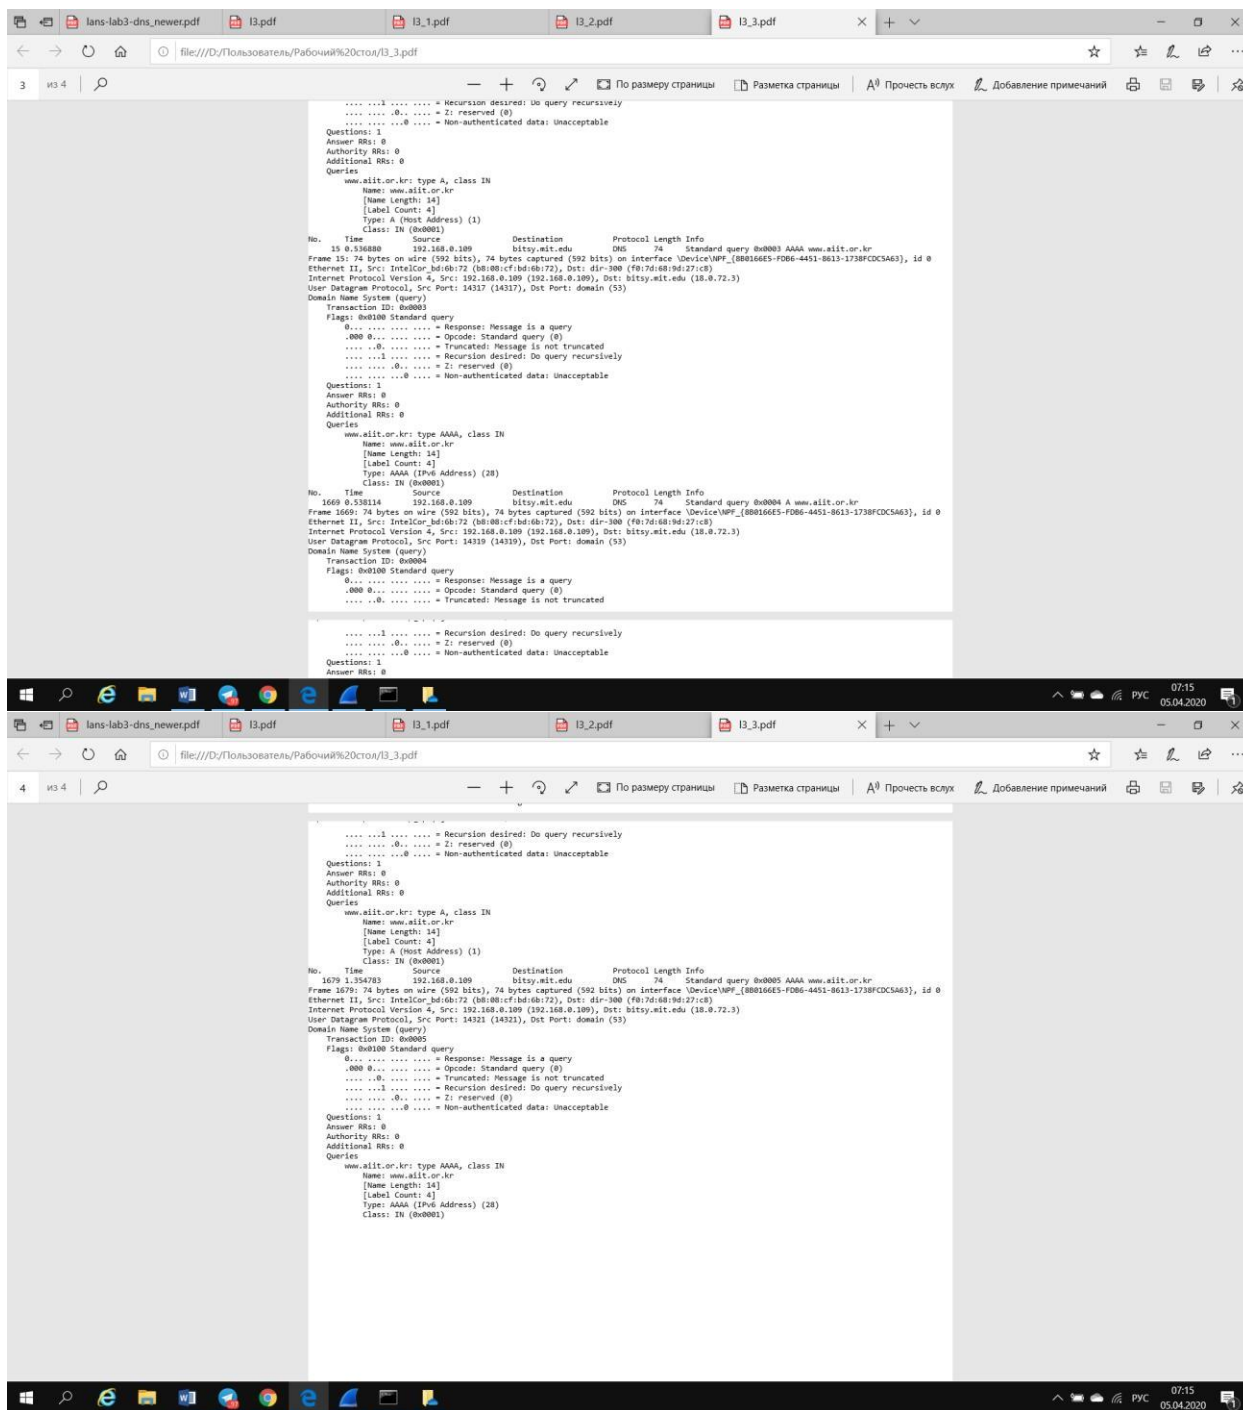 lans-lab3-dns_newer.pdf l3.pdf l3_1.pdf l3_2.pdf l3_3.pdf
file:///D:/Пользователь/Рабочий%20стол/l3_3.pdf
3 из 4 По размеру страницы Разметка страницы Прочесть вслух Добавление примечаний
.... ...1 .... .... = Recursion desired: Do query recursively
.... .... .0.. .... = Z: reserved (0)
.... .... ...0 .... = Non-authenticated data: Unacceptable
Questions: 1
Answer RRs: 0
Authority RRs: 0
Additional RRs: 0
Queries
www.aiit.or.kr: type A, class IN
Name: www.aiit.or.kr
[Name Length: 14]
[Label Count: 4]
Type: A (Host Address) (1)
Class: IN (0x0001)
No. Time Source Destination Protocol Length Info
15 0.536880 192.168.0.109 bitsy.mit.edu DNS 74 Standard query 0x0003 AAAA www.aiit.or.kr
Frame 15: 74 bytes on wire (592 bits), 74 bytes captured (592 bits) on interface \Device\NPF_{8B0166E5-FDB6-4451-8613-1738FCDC5A63}, id 0
Ethernet II, Src: IntelCor_bd:6b:72 (b8:08:cf:bd:6b:72), Dst: dir-300 (f0:7d:68:9d:27:c8)
Internet Protocol Version 4, Src: 192.168.0.109 (192.168.0.109), Dst: bitsy.mit.edu (18.0.72.3)
User Datagram Protocol, Src Port: 14317 (14317), Dst Port: domain (53)
Domain Name System (query)
Transaction ID: 0x0003
Flags: 0x0100 Standard query
0... .... .... .... = Response: Message is a query
.000 0... .... .... = Opcode: Standard query (0)
.... ..0. .... .... = Truncated: Message is not truncated
.... ...1 .... .... = Recursion desired: Do query recursively
.... .... .0.. .... = Z: reserved (0)
.... .... ...0 .... = Non-authenticated data: Unacceptable
Questions: 1
Answer RRs: 0
Authority RRs: 0
Additional RRs: 0
Queries
www.aiit.or.kr: type AAAA, class IN
Name: www.aiit.or.kr
[Name Length: 14]
[Label Count: 4]
Type: AAAA (IPv6 Address) (28)
Class: IN (0x0001)
No. Time Source Destination Protocol Length Info
1669 0.538114 192.168.0.109 bitsy.mit.edu DNS 74 Standard query 0x0004 A www.aiit.or.kr
Frame 1669: 74 bytes on wire (592 bits), 74 bytes captured (592 bits) on interface \Device\NPF_{8B0166E5-FDB6-4451-8613-1738FCDC5A63}, id 0
Ethernet II, Src: IntelCor_bd:6b:72 (b8:08:cf:bd:6b:72), Dst: dir-300 (f0:7d:68:9d:27:c8)
Internet Protocol Version 4, Src: 192.168.0.109 (192.168.0.109), Dst: bitsy.mit.edu (18.0.72.3)
User Datagram Protocol, Src Port: 14319 (14319), Dst Port: domain (53)
Domain Name System (query)
Transaction ID: 0x0004
Flags: 0x0100 Standard query
0... .... .... .... = Response: Message is a query
.000 0... .... .... = Opcode: Standard query (0)
.... ..0. .... .... = Truncated: Message is not truncated
.... ...1 .... .... = Recursion desired: Do query recursively
.... .... .0.. .... = Z: reserved (0)
.... .... ...0 .... = Non-authenticated data: Unacceptable
Questions: 1
Answer RRs: 0
РУС 07:15
05.04.2020
lans-lab3-dns_newer.pdf l3.pdf l3_1.pdf l3_2.pdf l3_3.pdf
file:///D:/Пользователь/Рабочий%20стол/l3_3.pdf
4 из 4 По размеру страницы Разметка страницы Прочесть вслух Добавление примечаний
.... ...1 .... .... = Recursion desired: Do query recursively
.... .... .0.. .... = Z: reserved (0)
.... .... ...0 .... = Non-authenticated data: Unacceptable
Questions: 1
Answer RRs: 0
Authority RRs: 0
Additional RRs: 0
Queries
www.aiit.or.kr: type A, class IN
Name: www.aiit.or.kr
[Name Length: 14]
[Label Count: 4]
Type: A (Host Address) (1)
Class: IN (0x0001)
No. Time Source Destination Protocol Length Info
1679 1.354783 192.168.0.109 bitsy.mit.edu DNS 74 Standard query 0x0005 AAAA www.aiit.or.kr
Frame 1679: 74 bytes on wire (592 bits), 74 bytes captured (592 bits) on interface \Device\NPF_{8B0166E5-FDB6-4451-8613-1738FCDC5A63}, id 0
Ethernet II, Src: IntelCor_bd:6b:72 (b8:08:cf:bd:6b:72), Dst: dir-300 (f0:7d:68:9d:27:c8)
Internet Protocol Version 4, Src: 192.168.0.109 (192.168.0.109), Dst: bitsy.mit.edu (18.0.72.3)
User Datagram Protocol, Src Port: 14321 (14321), Dst Port: domain (53)
Domain Name System (query)
Transaction ID: 0x0005
Flags: 0x0100 Standard query
0... .... .... .... = Response: Message is a query
.000 0... .... .... = Opcode: Standard query (0)
.... ..0. .... .... = Truncated: Message is not truncated
.... ...1 .... .... = Recursion desired: Do query recursively
.... .... .0.. .... = Z: reserved (0)
.... .... ...0 .... = Non-authenticated data: Unacceptable
Questions: 1
Answer RRs: 0
Authority RRs: 0
Additional RRs: 0
Queries
www.aiit.or.kr: type AAAA, class IN
Name: www.aiit.or.kr
[Name Length: 14]
[Label Count: 4]
Type: AAAA (IPv6 Address) (28)
Class: IN (0x0001)
РУС 07:15
05.04.2020